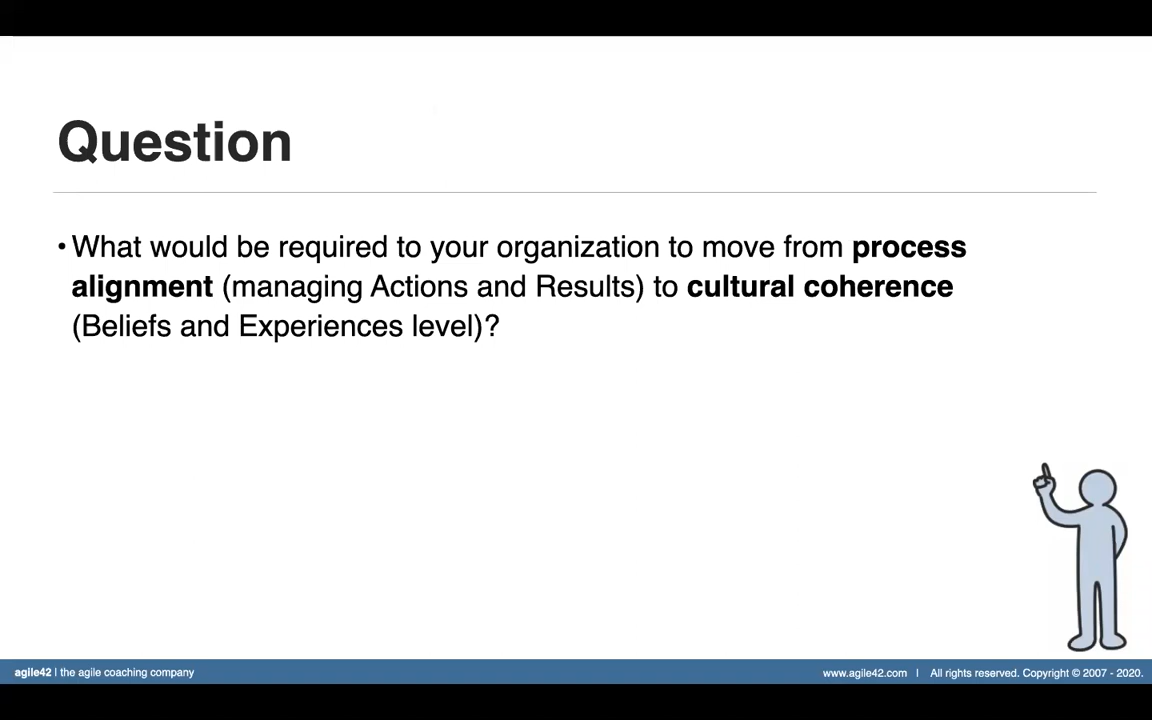 Question
• What would be required to your organization to move from process
alignment (managing Actions and Results) to cultural coherence
(Beliefs and Experiences level)?
agile42 | the agile coaching company
www.agile42.com | All rights reserved. Copyright © 2007 - 2020.